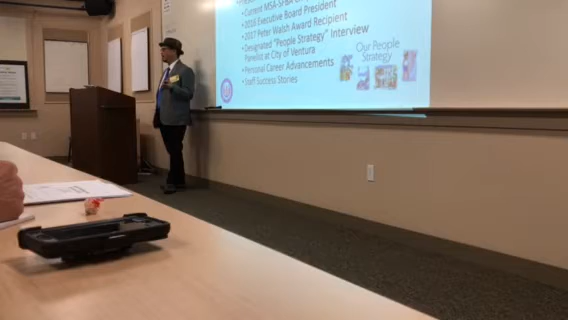 • Current MSA-SFBA
• 2016 Executive Board President
• 2017 Peter Walsh Award Recipient
• Designated "People Strategy" Interview
Panelist at City of Ventura
• Personal Career Advancements
• Staff Success Stories
Our People
Strategy